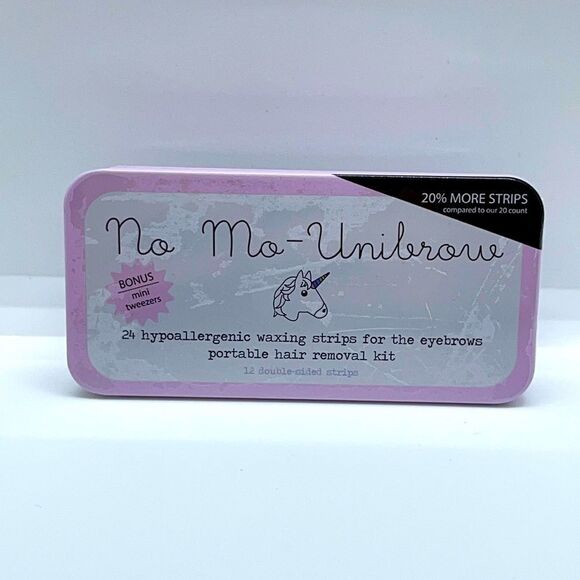 20% MORE STRIPS
compared to our 20 count
No Mo-Unibrow
BONUS
mini
tweezers
24 hypoallergenic waxing strips for the eyebrows
portable hair removal kit
12 double-sided strips